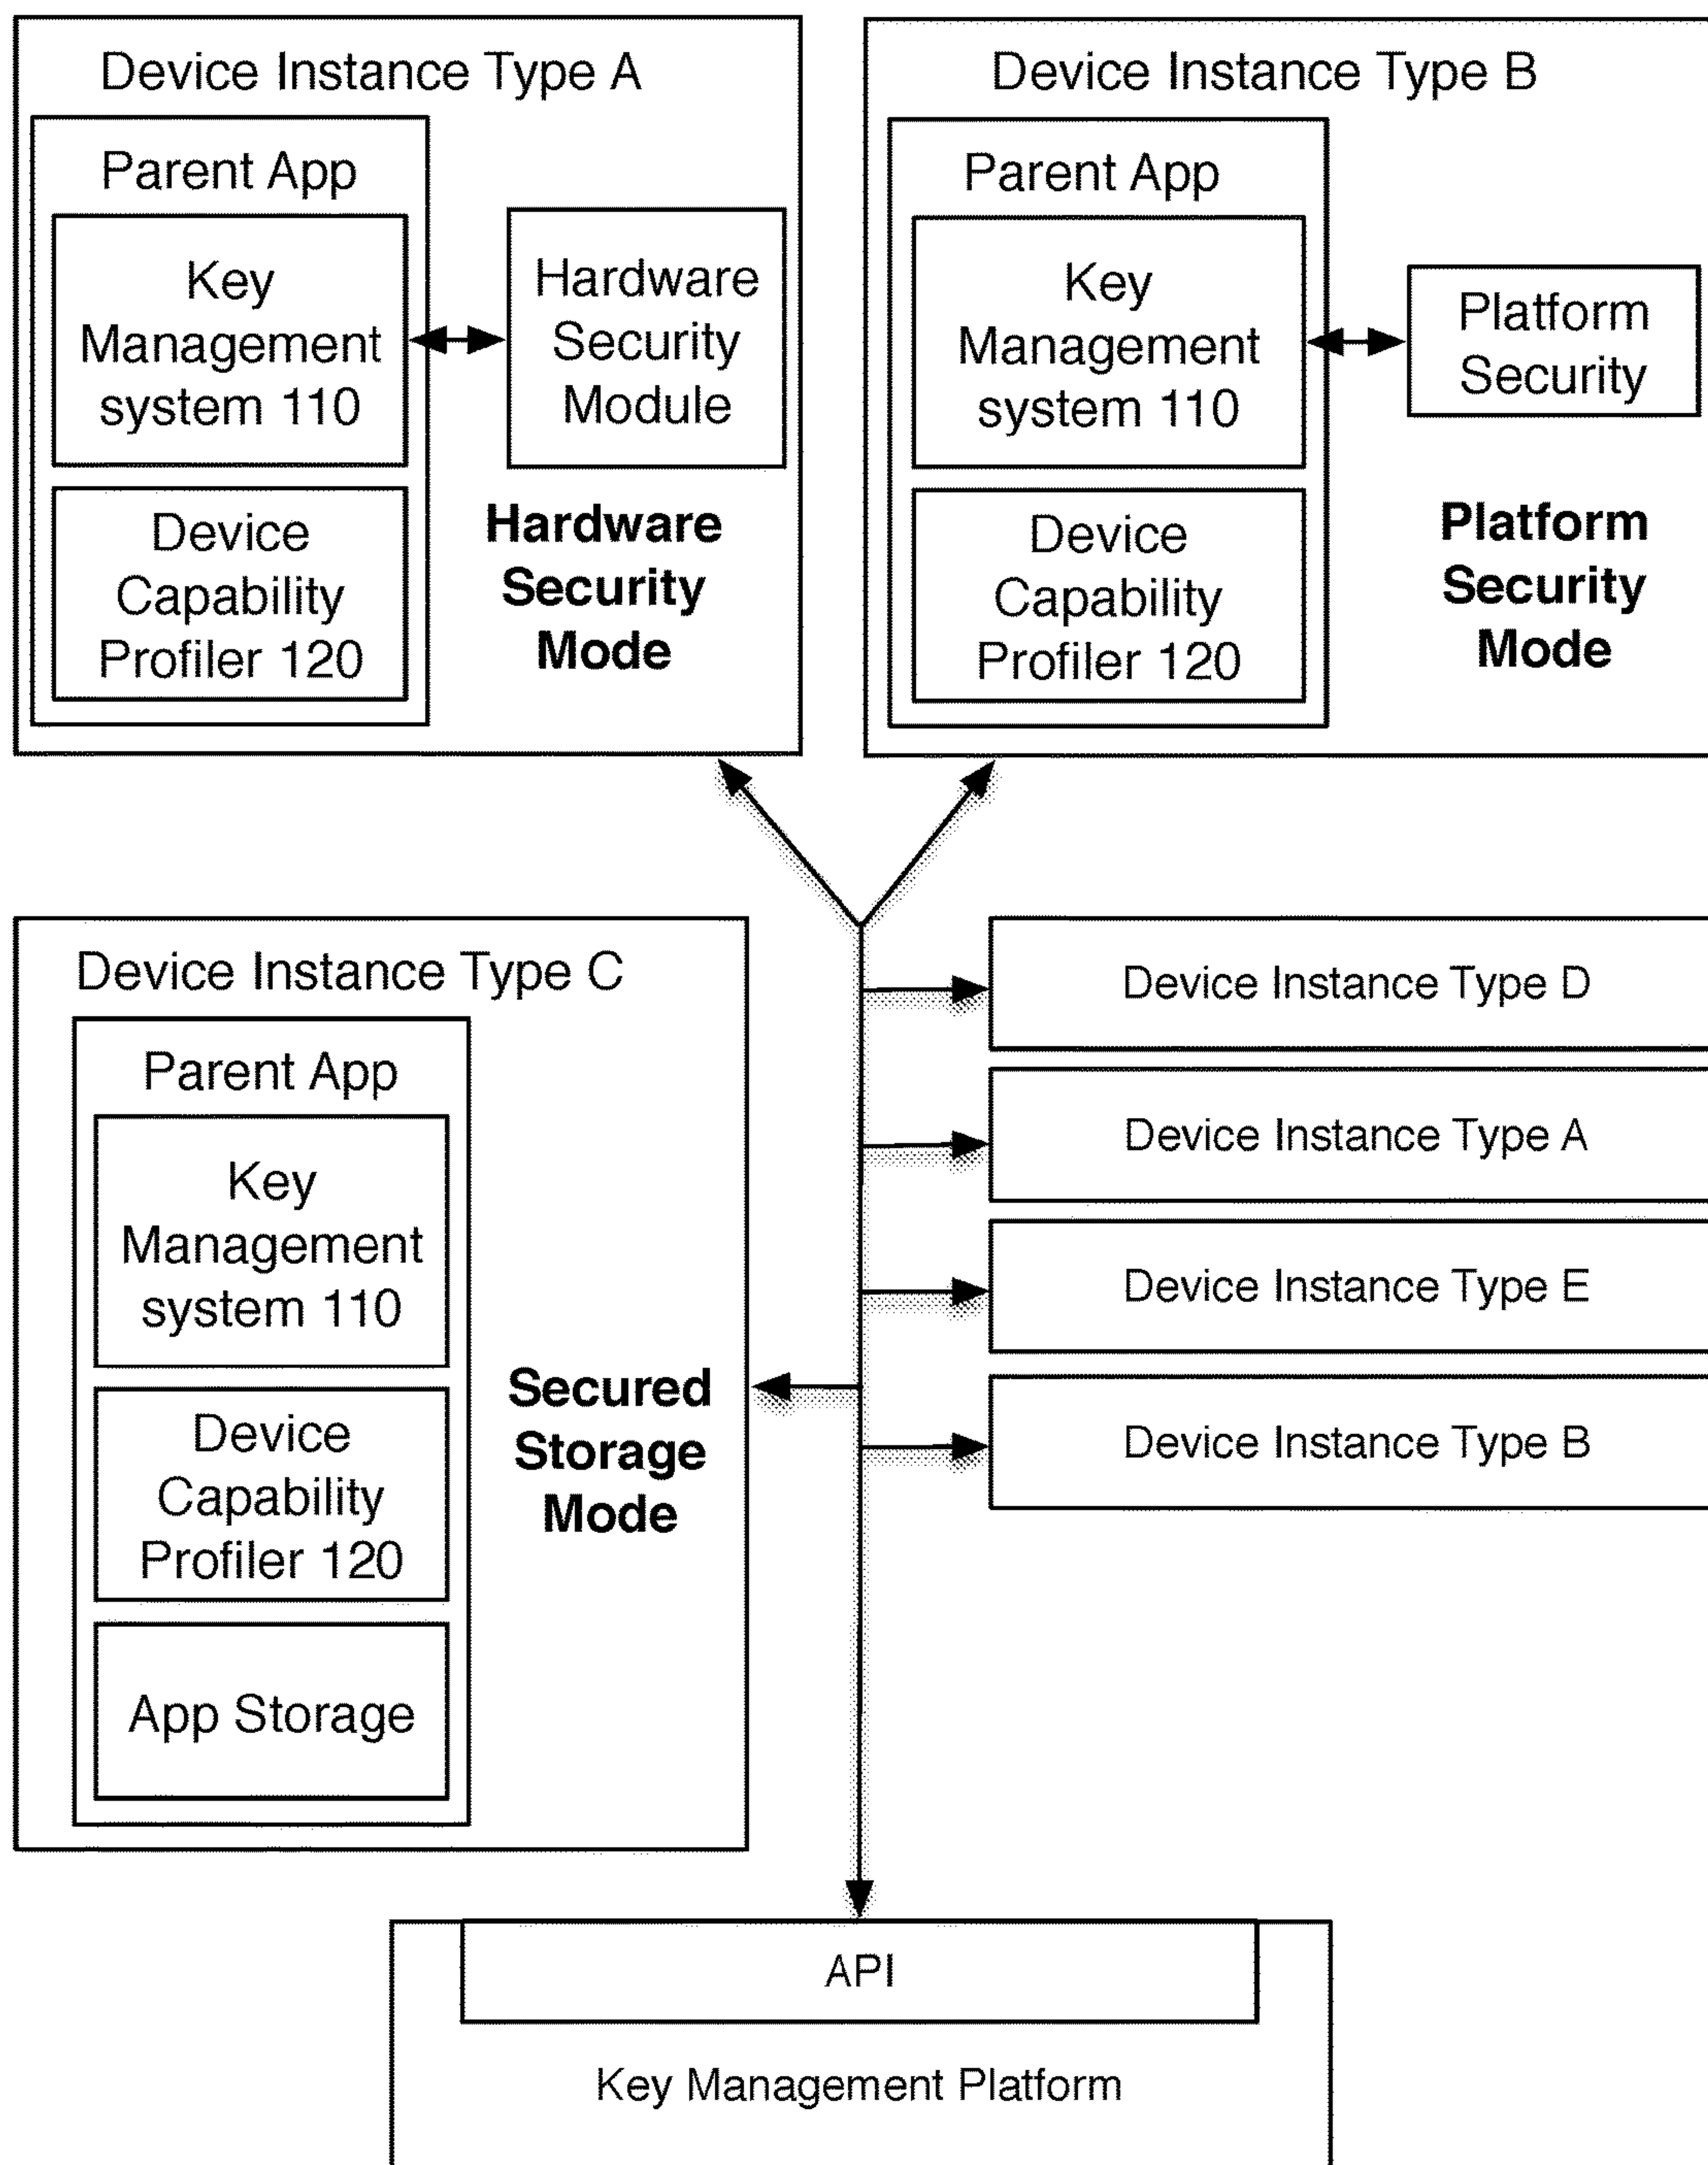 Device Instance Type A
Parent App
Key
Management
system 110
Hardware
Security
Module
Device
Capability
Profiler 120
Hardware
Security
Mode
Device Instance Type B
Parent App
Key
Management
system 110
Platform
Security
Device
Capability
Profiler 120
Platform
Security
Mode
Device Instance Type C
Parent App
Key
Management
system 110
Device
Capability
Profiler 120
App Storage
Secured
Storage
Mode
Device Instance Type D
Device Instance Type A
Device Instance Type E
Device Instance Type B
API
Key Management Platform